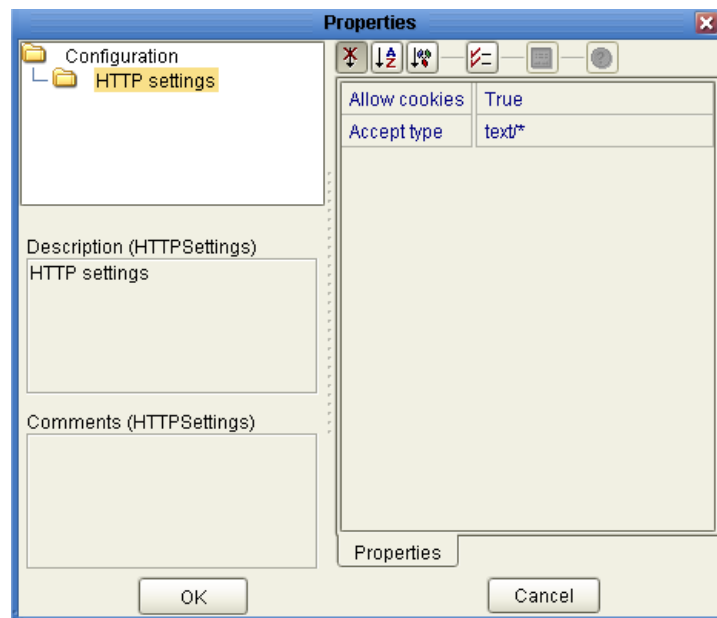 Properties
Configuration
HTTP settings
Allow cookies True
Accept type text/*
Description (HTTPSettings)
HTTP settings
Comments (HTTPSettings)
Properties
OK
Cancel